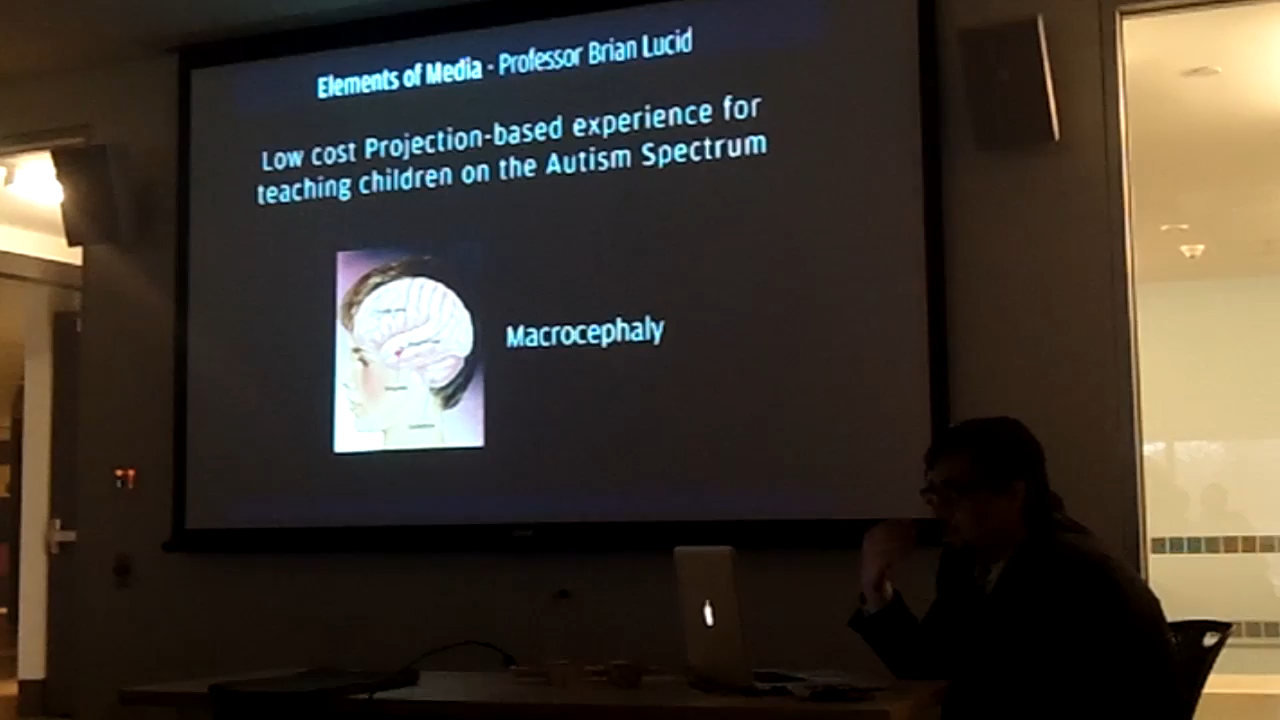 Elements of Media - Professor Brian Lucid
Low cost Projection-based experience for
teaching children on the Autism Spectrum
Macrocephaly